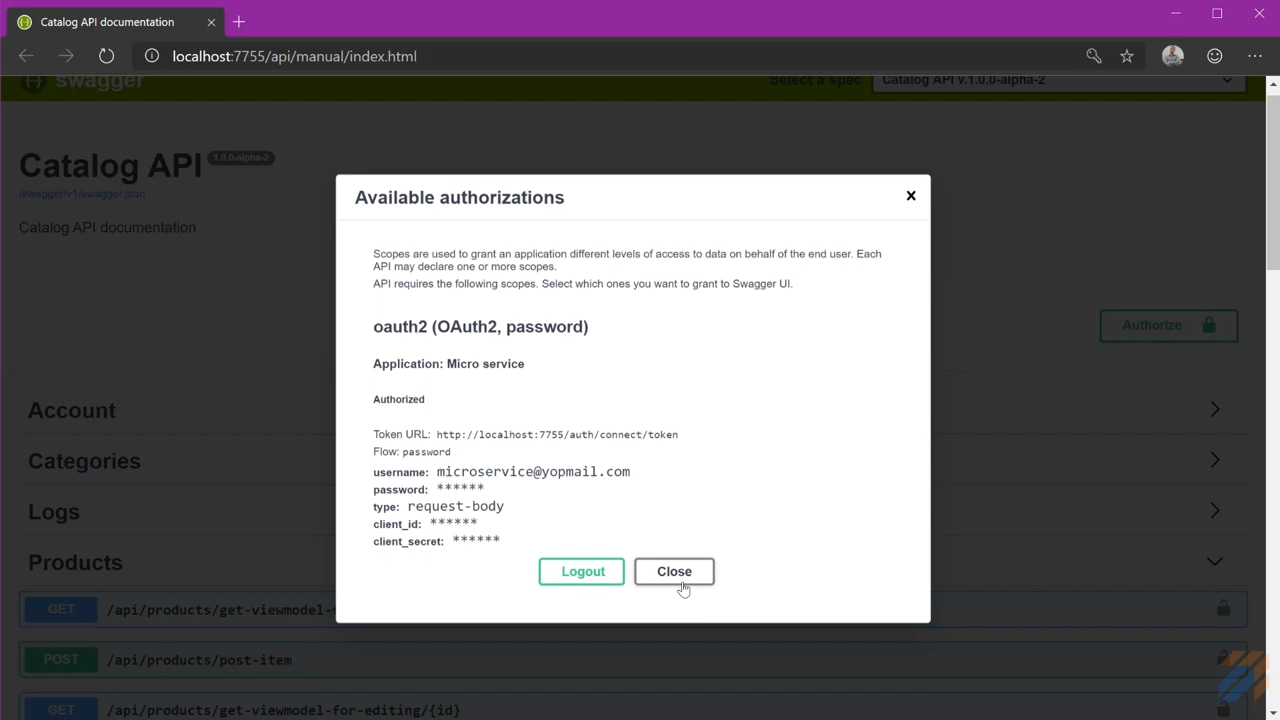 Catalog API documentation
localhost:7755/api/manual/index.html
swagger
Select a spec
Catalog API v.1.0.0-alpha-2
Catalog API 1.0.0-alpha-2
/swagger/v1/swagger.json
Catalog API documentation
Available authorizations
Scopes are used to grant an application different levels of access to data on behalf of the end user. Each
API may declare one or more scopes.
API requires the following scopes. Select which ones you want to grant to Swagger UI.
oauth2 (OAuth2, password)
Application: Micro service
Authorized
Token URL: http://localhost:7755/auth/connect/token
Flow: password
username: microservice@yopmail.com
password: ******
type: request-body
client_id: ******
client_secret: ******
Logout
Close
Authorize
Account
Categories
Logs
Products
GET /api/products/get-viewmodel-
POST /api/products/post-item
GET /api/products/get-viewmodel-for-editing/{id}